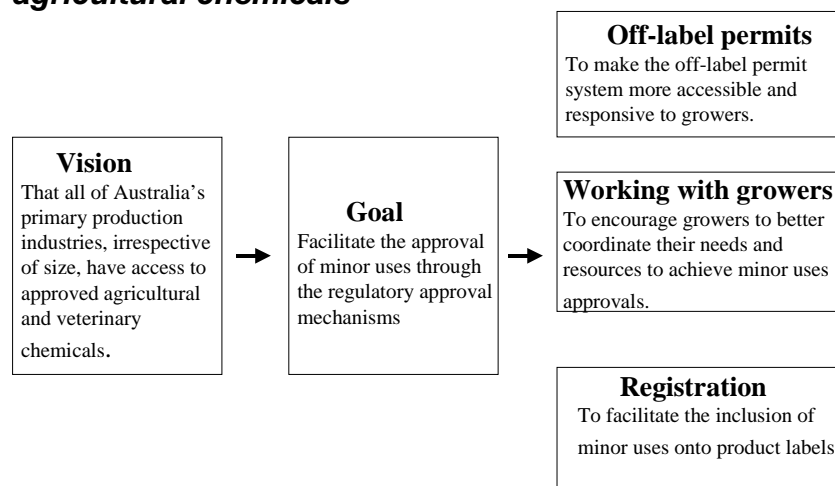 agricultural chemicals
Off-label permits
To make the off-label permit
system more accessible and
responsive to growers.
Vision
That all of Australia's
primary production
industries, irrespective
of size, have access to
approved agricultural
and veterinary
chemicals.
Goal
Facilitate the approval
of minor uses through
the regulatory approval
mechanisms
Working with growers
To encourage growers to better
coordinate their needs and
resources to achieve minor uses
approvals.
Registration
To facilitate the inclusion of
minor uses onto product labels